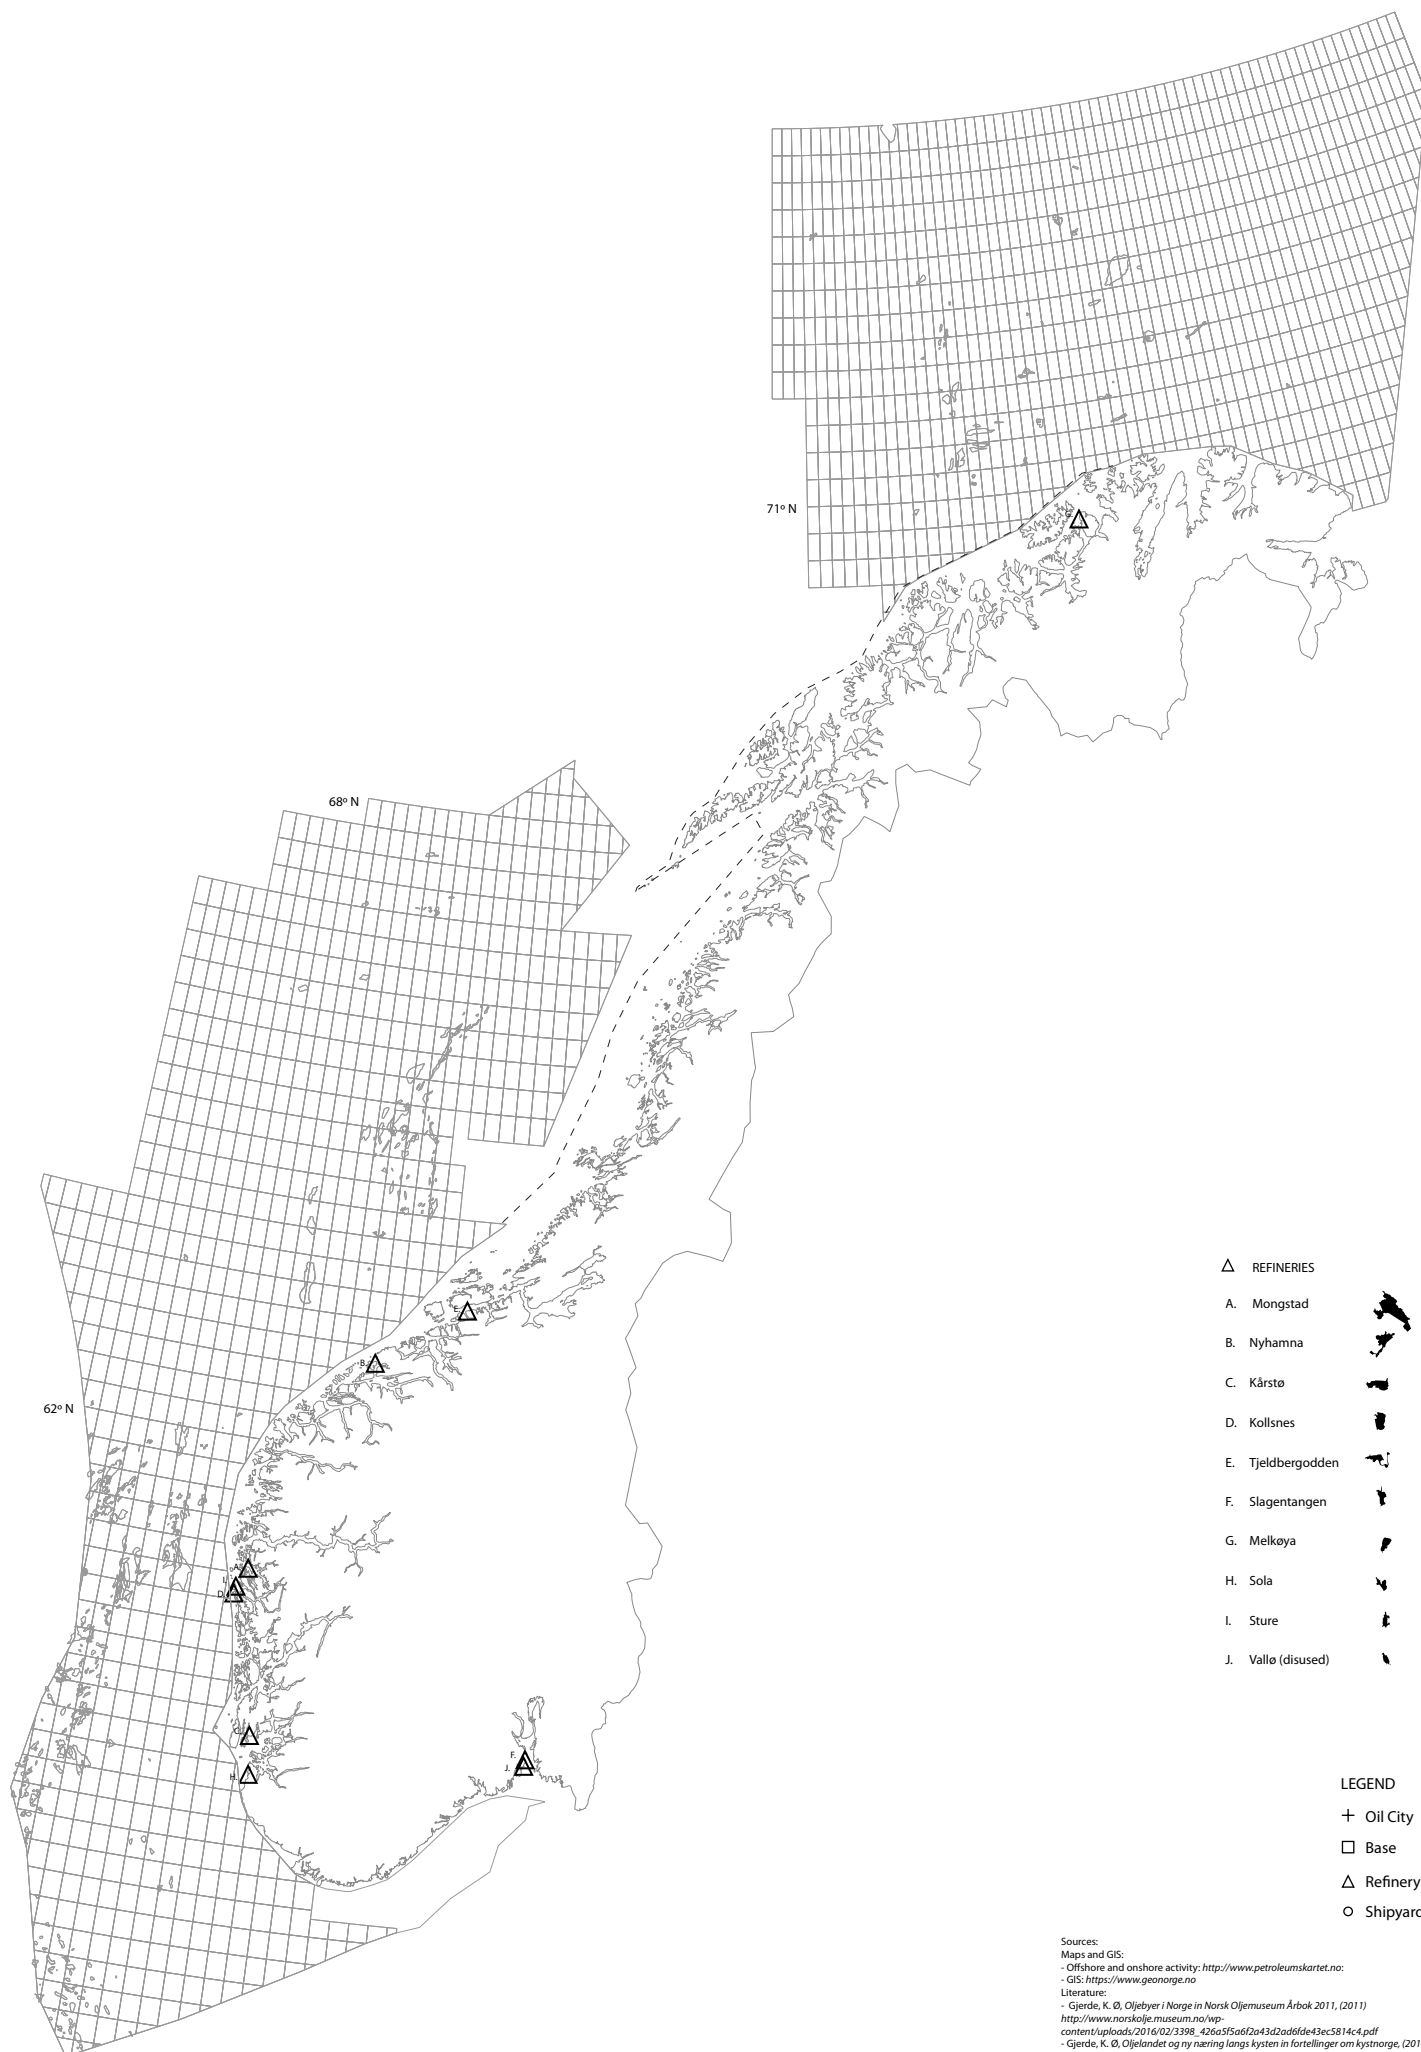 71º N
G.
68º N
E.
B.
62º N
A.
I.
D.
C.
H.
F.
J.
REFINERIES
A. Mongstad
B. Nyhamna
C. Kårstø
D. Kollsnes
E. Tjeldbergodden
F. Slagentangen
G. Melkøya
H. Sola
I. Sture
J. Vallø (disused)
LEGEND
Oil City
Base
Refinery
Shipyard
Sources:
Maps and GIS:
- Offshore and onshore activity: http://www.petroleumskartet.no:
- GIS: https://www.geonorge.no
Literature:
- Gjerde, K. Ø, Oljebyer i Norge in Norsk Oljemuseum Årbok 2011, (2011)
http://www.norskolje.museum.no/wp-
content/uploads/2016/02/3398_426a5f5a6f2a43d2ad6fde43ec5814c4.pdf
- Gjerde, K. Ø, Oljelandet og ny næring langs kysten in fortellinger om kystnorge, (201